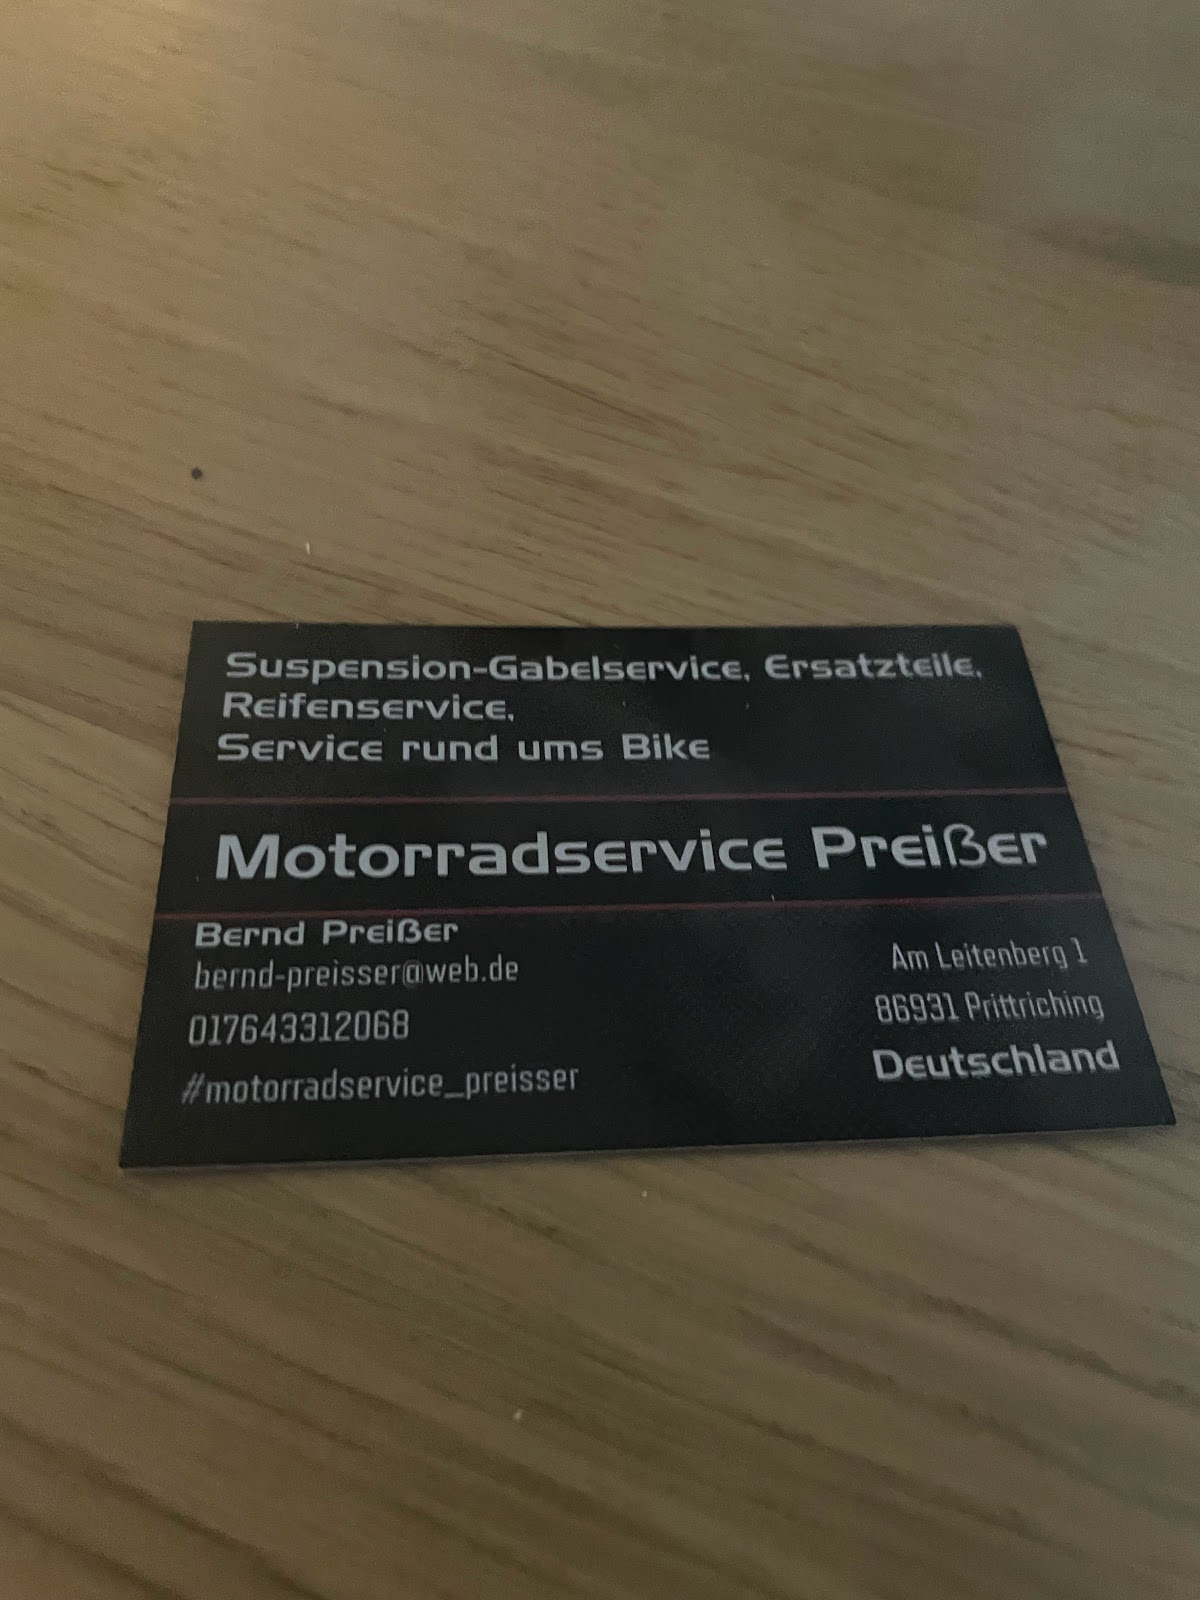 Suspension-Gabelservice, Ersatzteile,
Reifenservice,
Service rund ums Bike
Motorradservice Preißer
Bernd Preißer
bernd-preisser@web.de
017643312068
#motorradservice_preisser
Am Leitenberg 1
86931 Prittriching
Deutschland